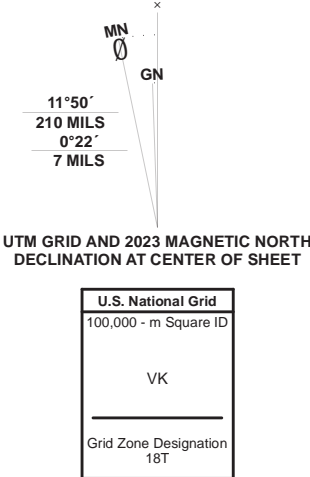 MN
GN
11°50´
210 MILS
0°22´
7 MILS
UTM GRID AND 2023 MAGNETIC NORTH
DECLINATION AT CENTER OF SHEET
U.S. National Grid
100,000 - m Square ID
VK
Grid Zone Designation
18T